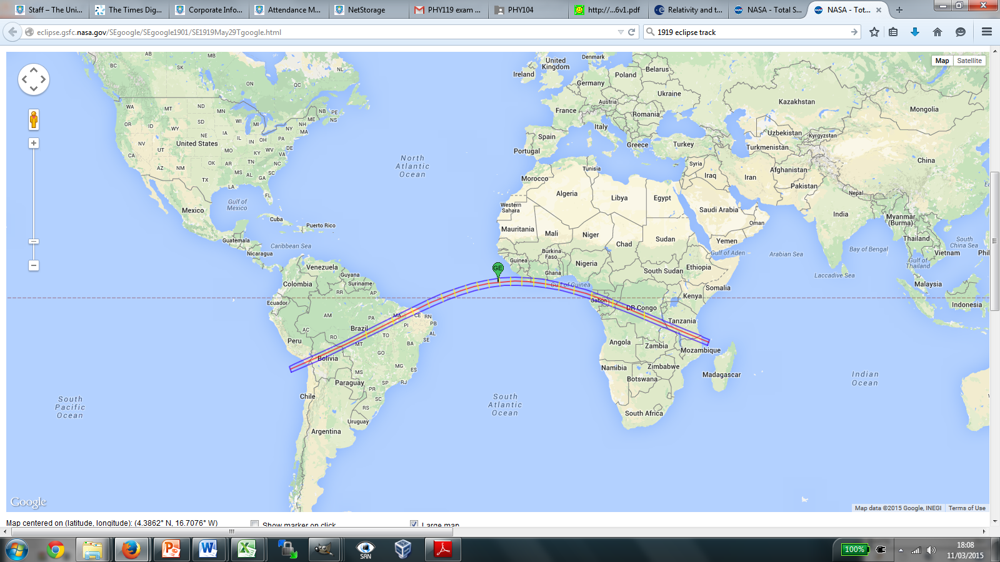 Staff – The Uni...
The Times Dig...
Corporate Info...
Attendance M...
NetStorage
PHY119 exam ...
PHY104
http://...6v1.pdf
Relativity and t...
NASA - Total S...
NASA - Tot...
eclipse.gsfc.nasa.gov/SEgoogle/SEgoogle1901/SE1919May29Tgoogle.html
1919 eclipse track
Map
Satellite
AB
MB
BC
SK
NL
ON
QC
WA
MT
ND
MN
NB
PE
NS
ME
OR
ID
SD
WI
MI
WY
NH
MA
NV
UT
NE
IA
IL
IN
PA
NY
United States
CA
MO
KY
WV
VA
AZ
NM
OK
AR
TN
NC
MS
AL
SC
GA
TX
LA
FL
Gulf of
Mexico
Mexico
Cuba
Puerto Rico
Guatemala
Caribbean Sea
Nicaragua
Venezuela
Guyana
Suriname
Colombia
RR
AP
Ecuador
AM
PA
MA
CE
RN
PB
PI
AL
SE
AC
Brazil
TO
RO
MT
BA
Peru
GO
Bolivia
MG
ES
MS
SP
RJ
Paraguay
PR
SC
RS
Chile
Uruguay
Argentina
North
Atlantic
Ocean
South
Pacific
Ocean
South
Atlantic
Ocean
Indian
Ocean
United
Kingdom
Ireland
Denmark
Belarus
Poland
Germany
Ukraine
Austria
France
Romania
Italy
Spain
Portugal
Greece
Turkey
Kazakhstan
Mongolia
Uzbekistan
Kyrgyzstan
Turkmenistan
China
Syria
Tunisia
Morocco
Iraq
Iran
Afghanistan
Pakistan
Nepal
Ea
Algeria
Libya
Egypt
Western
Sahara
Saudi Arabia
Oman
India
Myanmar
(Burma)
Mauritania
Mali
Niger
Chad
Sudan
Yemen
Thailand
South
China Sea
Gulf of Aden
Arabian Sea
Bay of Bengal
Vietnam
Phil
Gulf of
Thailand
Burkina
Faso
Guinea
Nigeria
Ghana
South Sudan
Ethiopia
Laccadive Sea
GE
Gulf of Guinea
Somalia
Malaysia
Kenya
Gabon
DR Congo
Indonesia
Tanzania
Angola
Zambia
Mozambique
Namibia
Zimbabwe
Botswana
Madagascar
South Africa
Google
Map data ©2015 Google, INEGI
Terms of Use
Map centered on (latitude, longitude): (4.3862° N, 16.7076° W)
Show marker on click
Large map
SAN
100%
18:08
11/03/2015